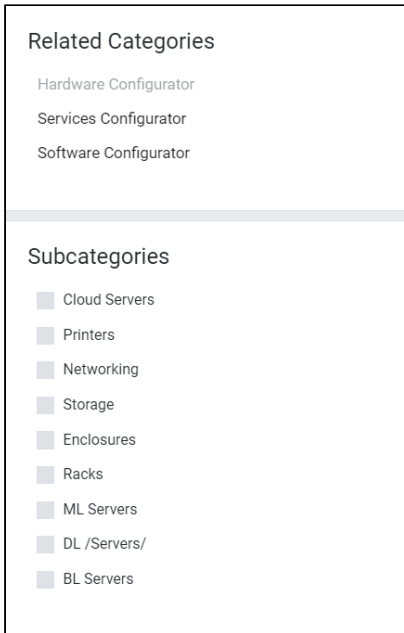 Related Categories
Hardware Configurator
Services Configurator
Software Configurator
Subcategories
Cloud Servers
Printers
Networking
Storage
Enclosures
Racks
ML Servers
DL /Servers/
BL Servers